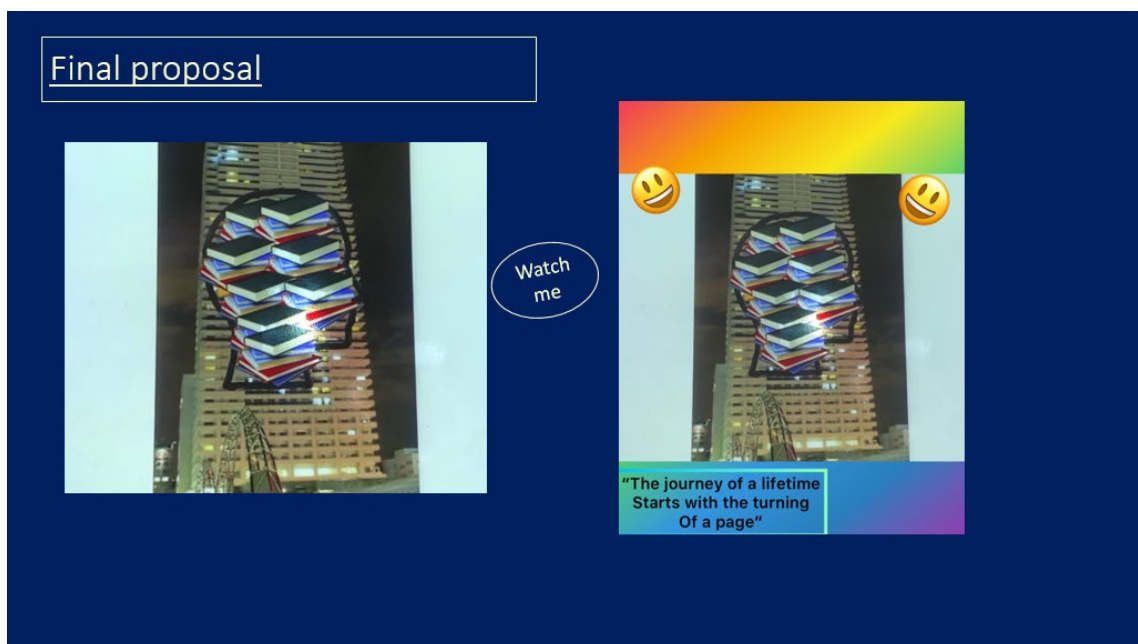 Final proposal
Watch
me
“The journey of a lifetime
Starts with the turning
Of a page“